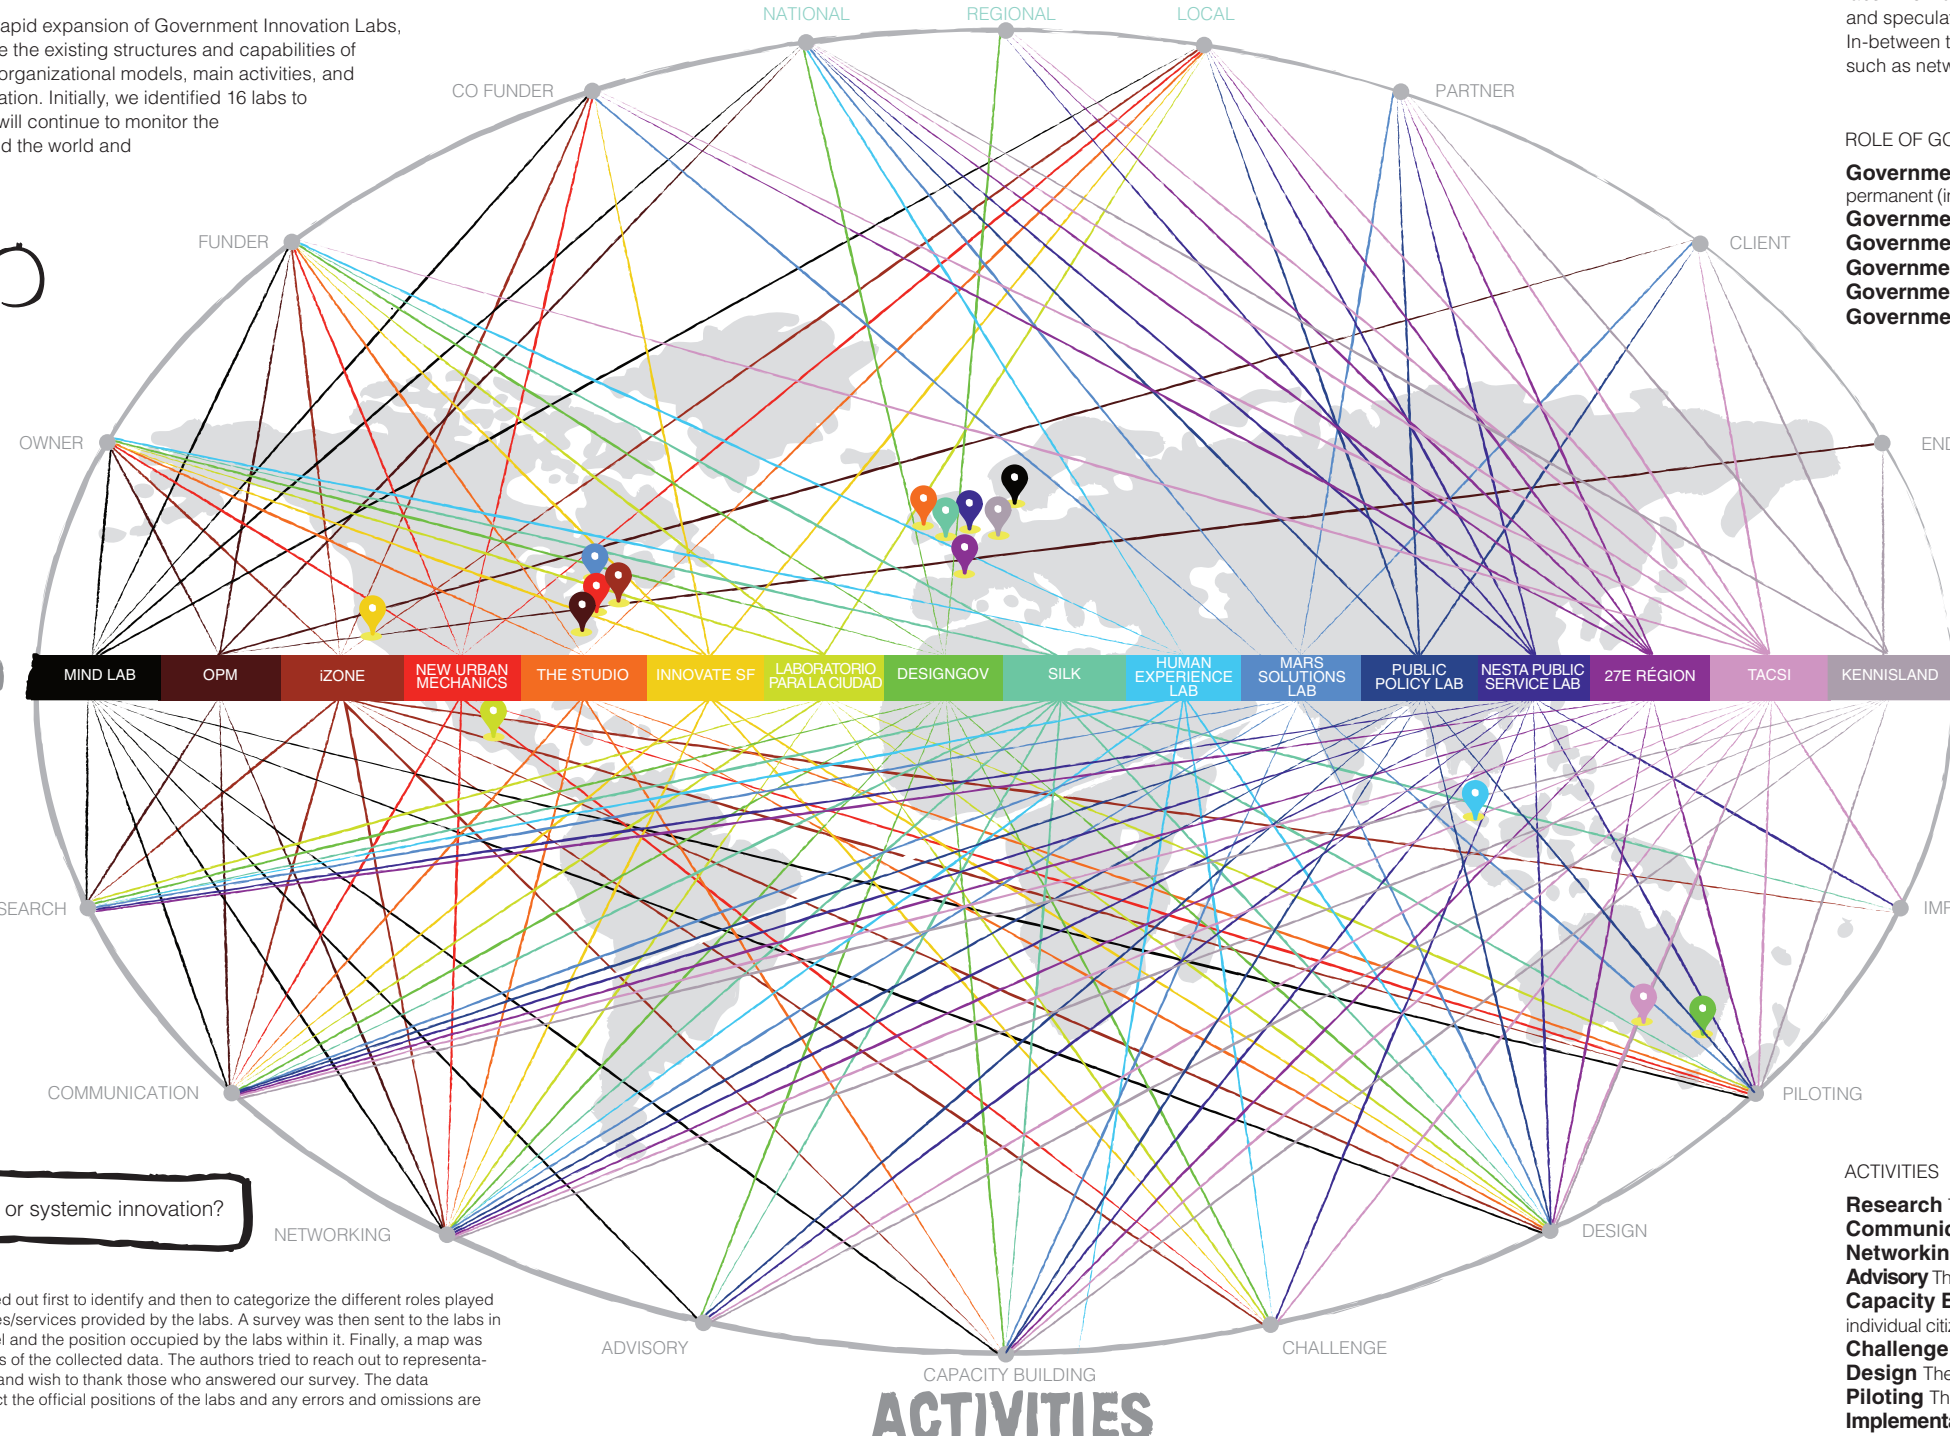 apid expansion of Government Innovation Labs,
e the existing structures and capabilities of
organizational models, main activities, and
ation. Initially, we identified 16 labs to
will continue to monitor the
d the world and
NATIONAL
REGIONAL
LOCAL
CO FUNDER
PARTNER
FUNDER
CLIENT
OWNER
END
and specula
In-between t
such as netw
ROLE OF GO
Governme
permanent (i
Governme
Governme
Governme
Governme
Governme
MIND LAB
OPM
iZONE
NEW URBAN
MECHANICS
THE STUDIO
INNOVATE SF
LABORATORIO
PARA LA CIUDAD
DESIGNGOV
SILK
HUMAN
EXPERIENCE
LAB
MARS
SOLUTIONS
LAB
PUBLIC
POLICY LAB
NESTA PUBLIC
SERVICE LAB
27E RÉGION
TACSI
KENNISLAND
SEARCH
IMP
COMMUNICATION
PILOTING
NETWORKING
DESIGN
ADVISORY
CHALLENGE
CAPACITY BUILDING
ACTIVITIES
or systemic innovation?
ed out first to identify and then to categorize the different roles played
es/services provided by the labs. A survey was then sent to the labs in
el and the position occupied by the labs within it. Finally, a map was
s of the collected data. The authors tried to reach out to representa-
and wish to thank those who answered our survey. The data
ct the official positions of the labs and any errors and omissions are
ACTIVITIES
Research
Communic
Networkin
Advisory Th
Capacity B
individual citiz
Challenge
Design The
Piloting Th
Implementa